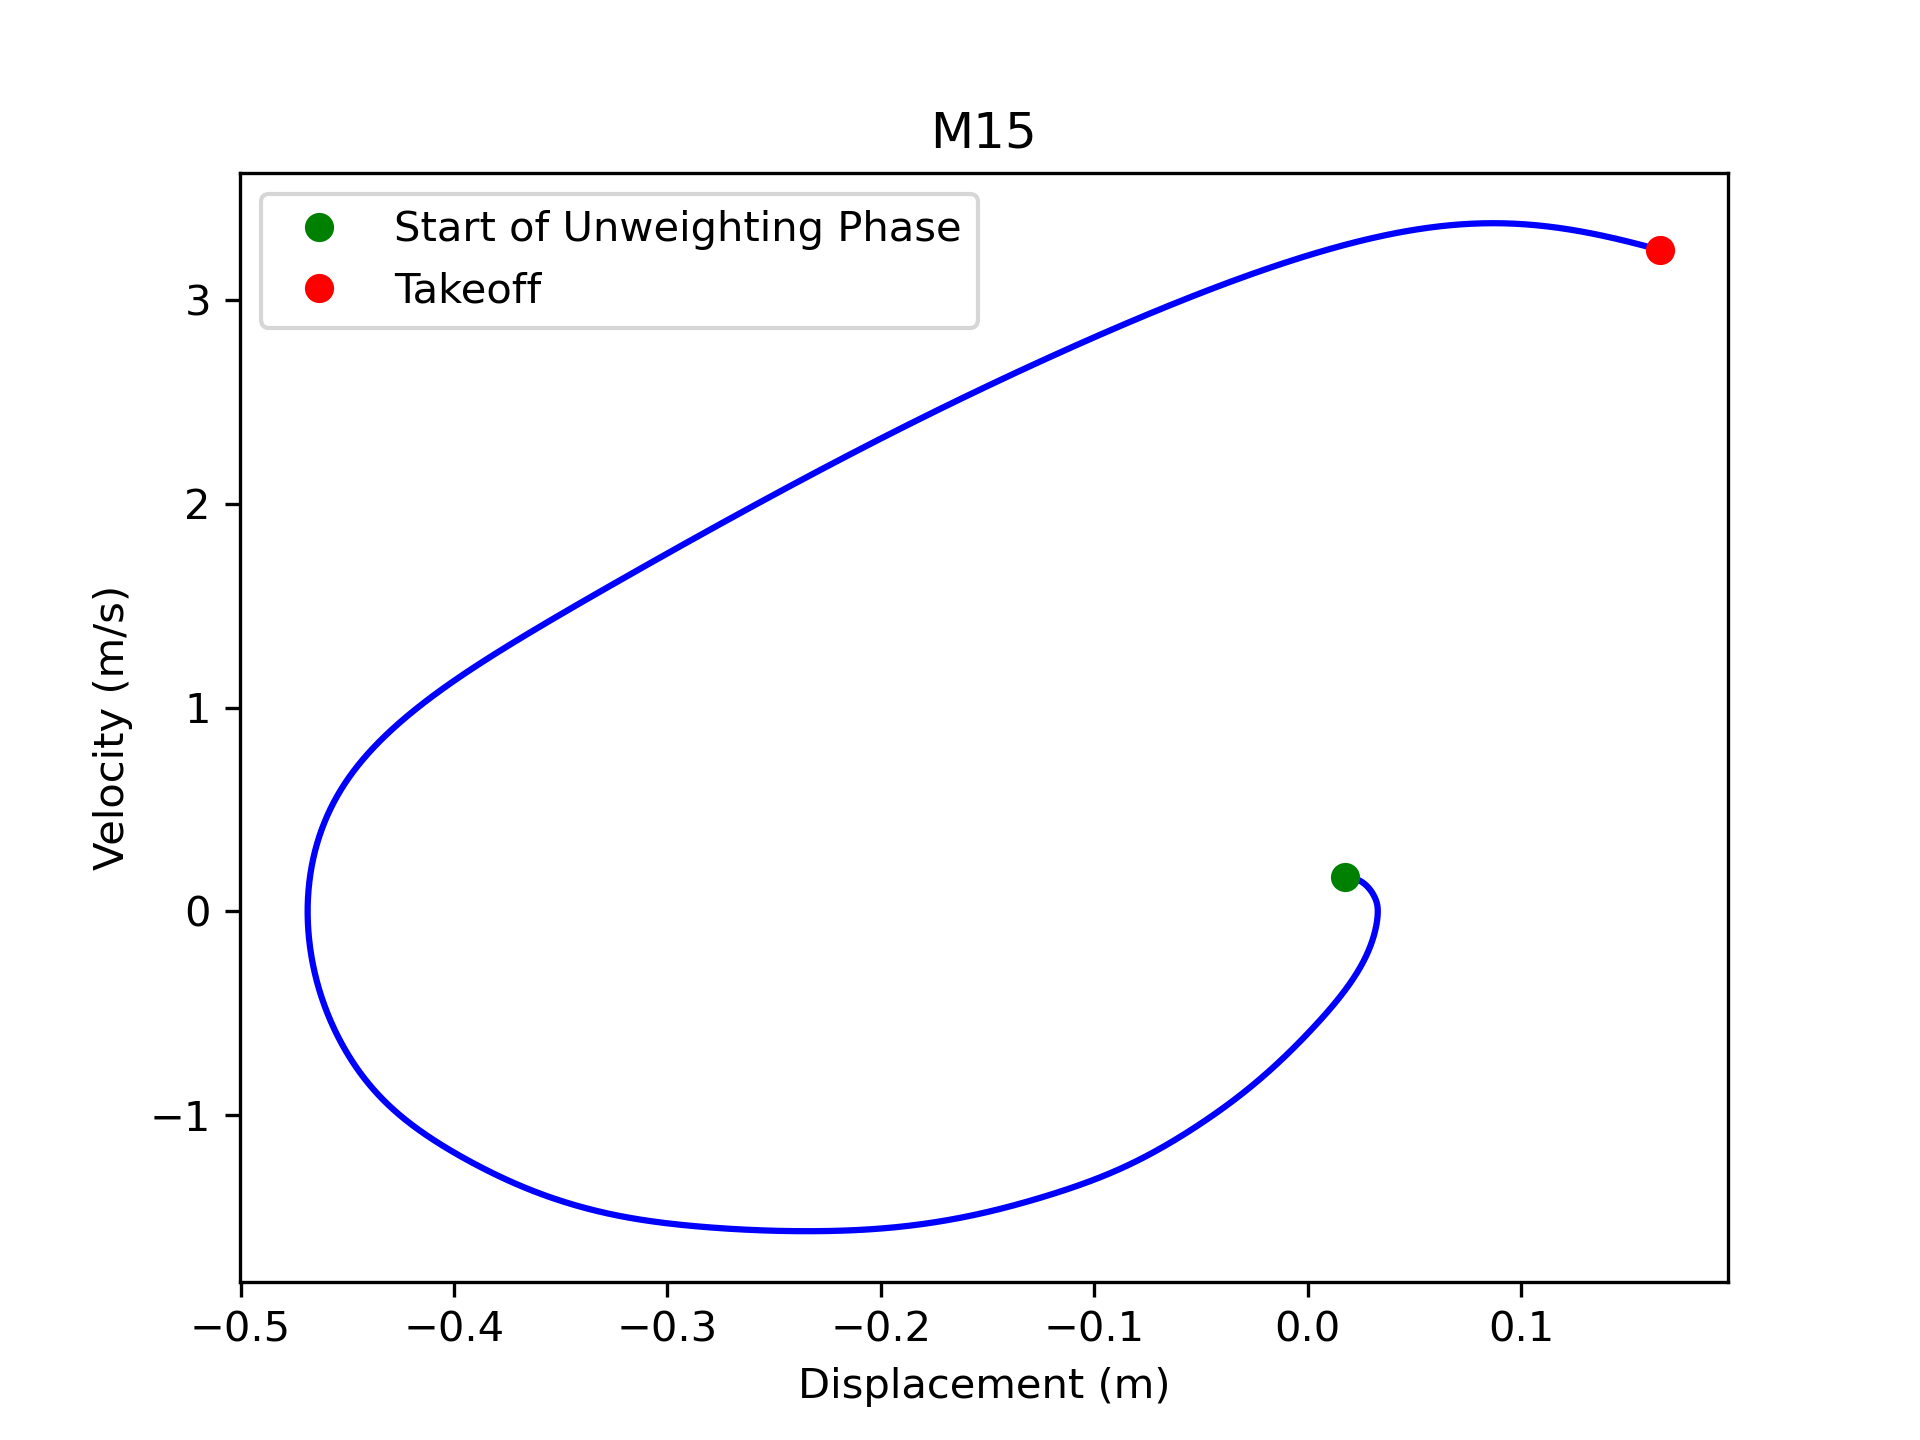 M15
Start of Unweighting Phase
Takeoff
3
2
1
0
−1
Velocity (m/s)
−0.5 −0.4 −0.3 −0.2 −0.1 0.0 0.1
Displacement (m)